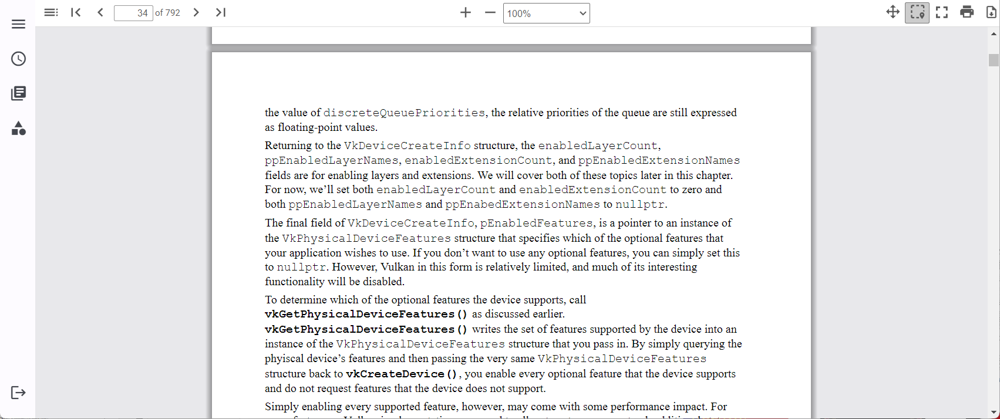 34 of 792
100%
the value of discreteQueuePriorities, the relative priorities of the queue are still expressed
as floating-point values.
Returning to the VkDeviceCreateInfo structure, the enabledLayerCount,
ppEnabledLayerNames, enabledExtensionCount, and ppEnabledExtensionNames
fields are for enabling layers and extensions. We will cover both of these topics later in this chapter.
For now, we’ll set both enabledLayerCount and enabledExtensionCount to zero and
both ppEnabledLayerNames and ppEnabedExtensionNames to nullptr.
The final field of VkDeviceCreateInfo, pEnabledFeatures, is a pointer to an instance of
the VkPhysicalDeviceFeatures structure that specifies which of the optional features that
your application wishes to use. If you don’t want to use any optional features, you can simply set this
to nullptr. However, Vulkan in this form is relatively limited, and much of its interesting
functionality will be disabled.
To determine which of the optional features the device supports, call
vkGetPhysicalDeviceFeatures() as discussed earlier.
vkGetPhysicalDeviceFeatures() writes the set of features supported by the device into an
instance of the VkPhysicalDeviceFeatures structure that you pass in. By simply querying the
phyiscal device’s features and then passing the very same VkPhysicalDeviceFeatures
structure back to vkCreateDevice(), you enable every optional feature that the device supports
and do not request features that the device does not support.
Simply enabling every supported feature, however, may come with some performance impact. For